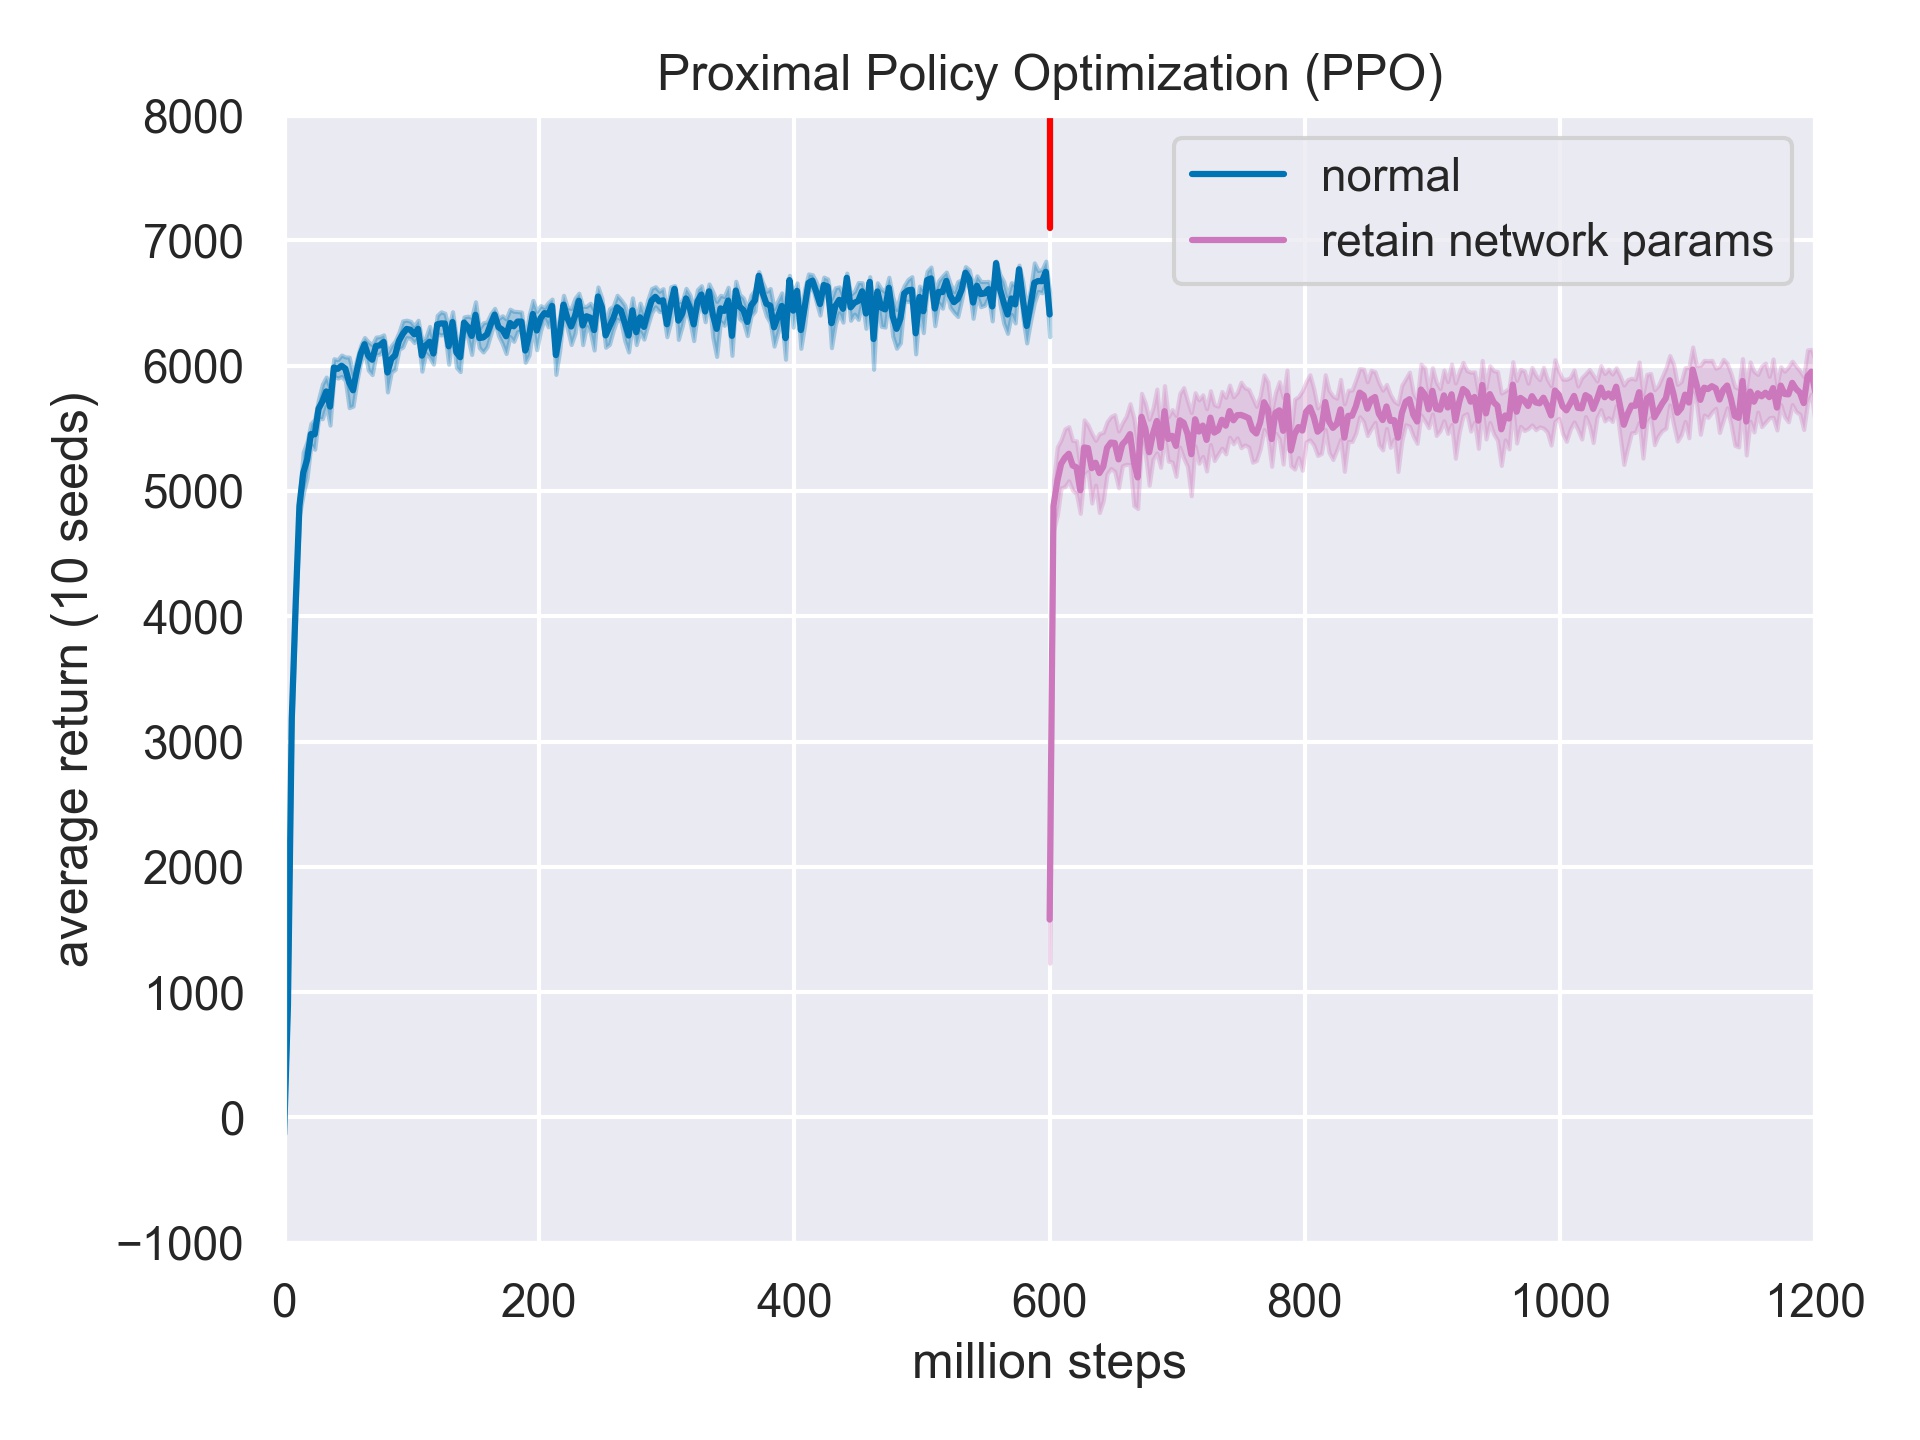 Proximal Policy Optimization (PPO)
8000
7000
6000
5000
4000
3000
2000
1000
0
−1000
average return (10 seeds)
normal
retain network params
0 200 400 600 800 1000 1200
million steps